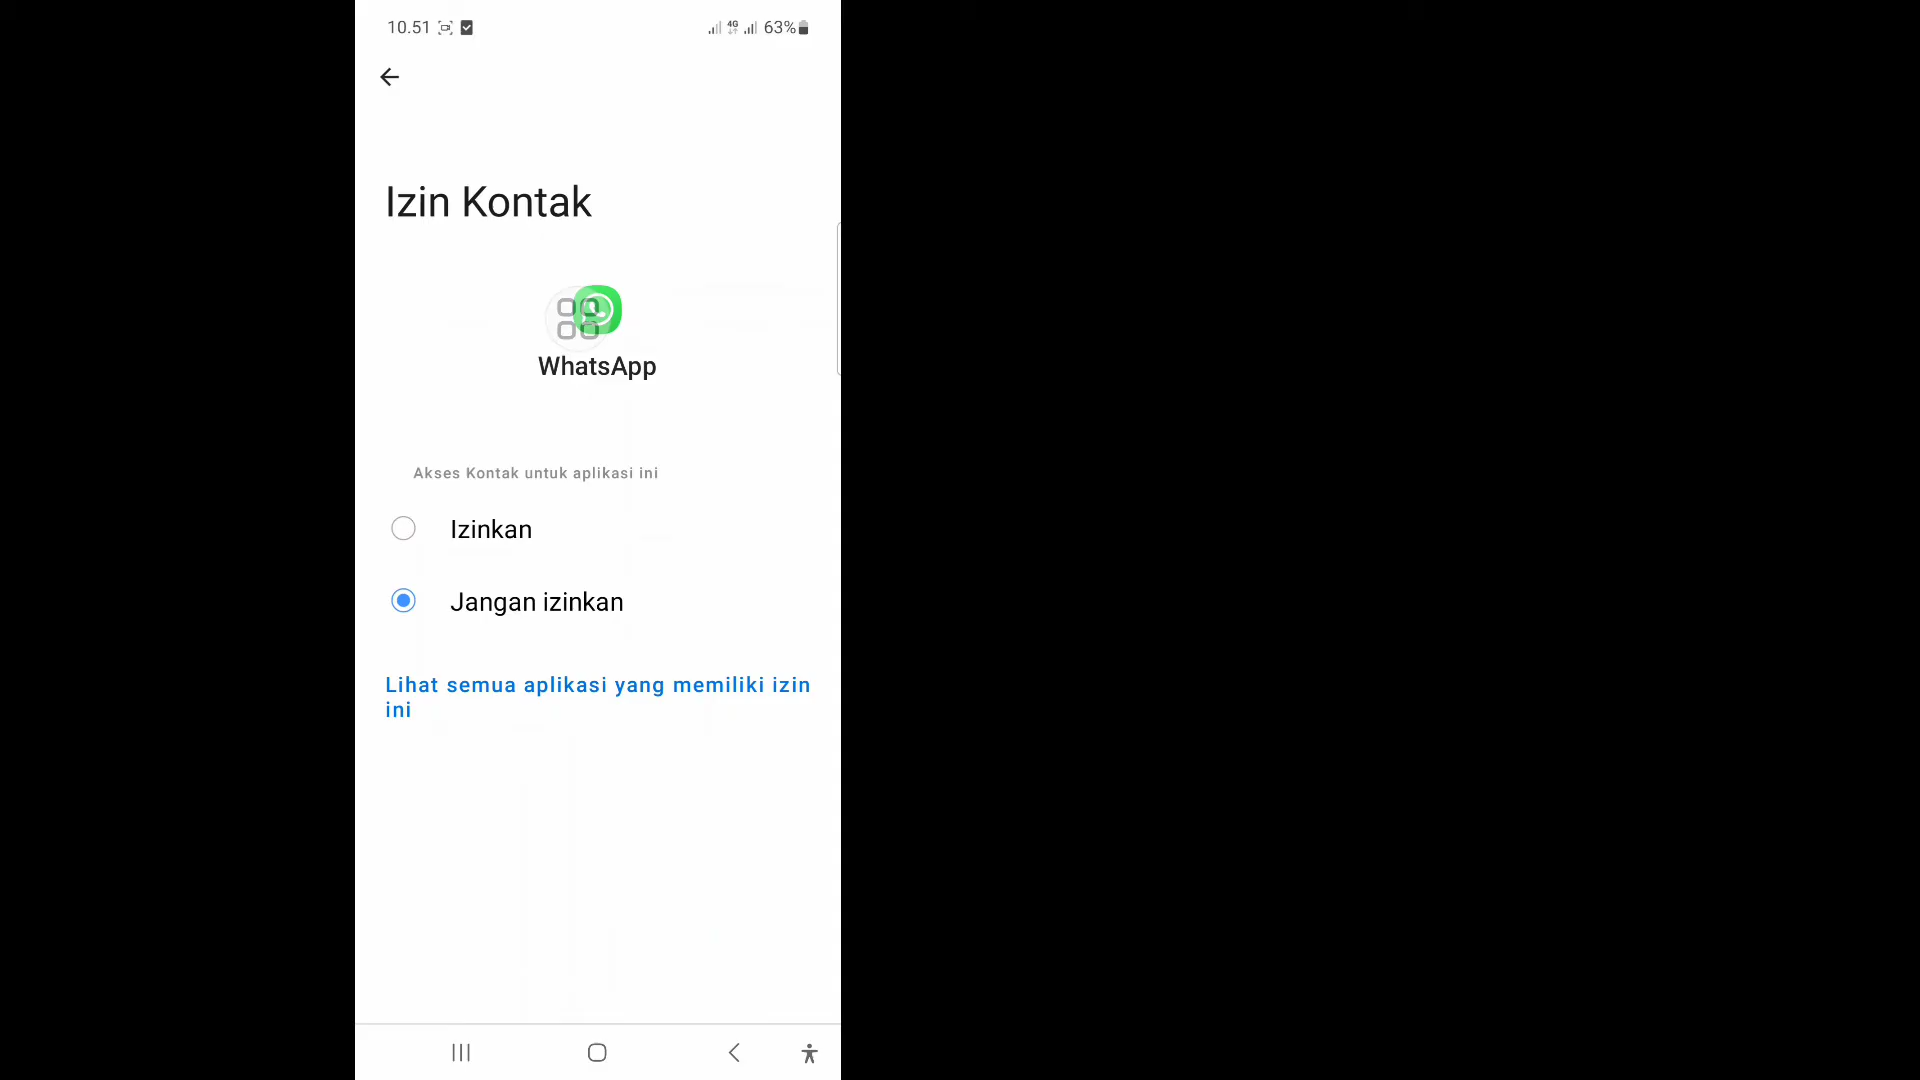 10.51 4G 63%
Izin Kontak
WhatsApp
Akses Kontak untuk aplikasi ini
Izinkan
Jangan izinkan
Lihat semua aplikasi yang memiliki izin
ini